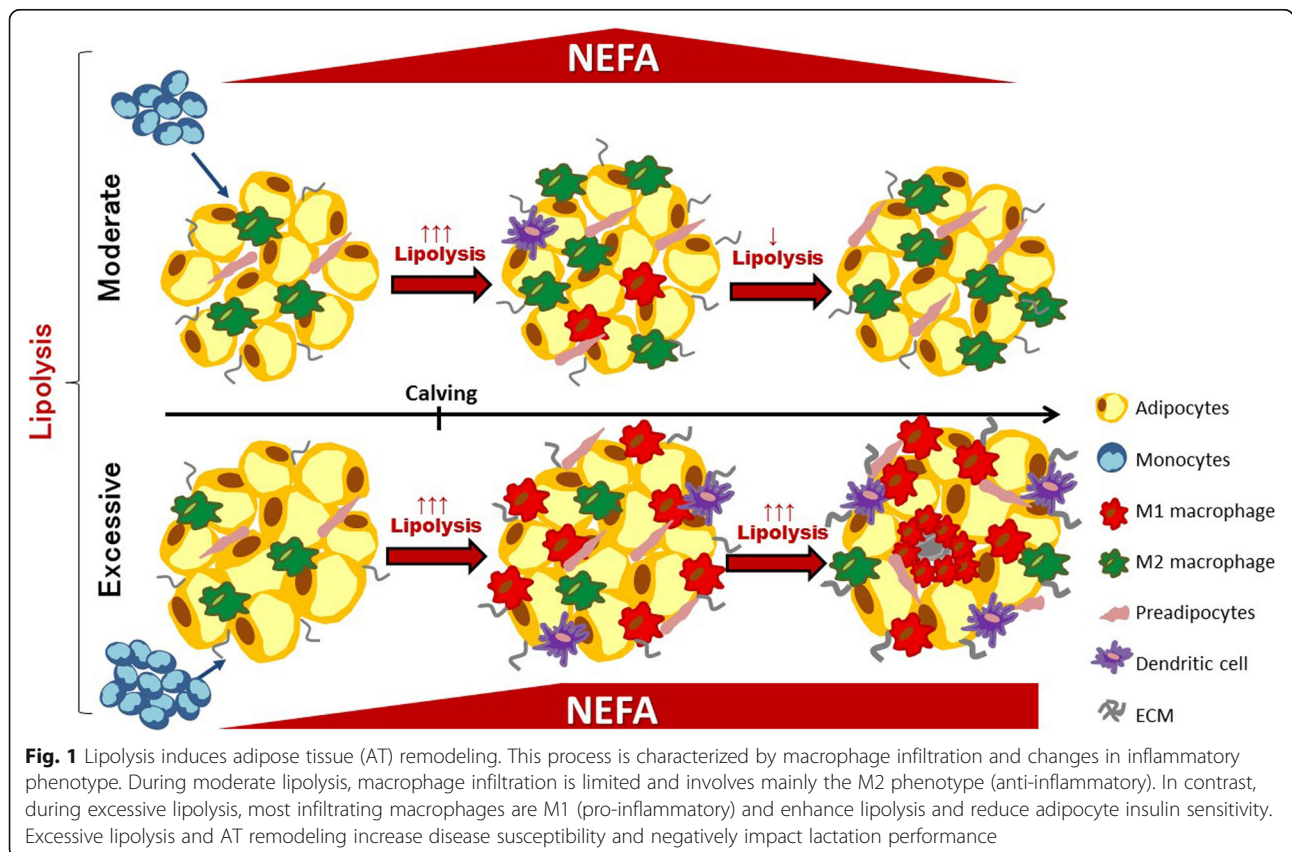 NEFA
Lipolysis
Moderate
↑↑↑
Lipolysis
↓
Lipolysis
Calving
Excessive
↑↑↑
Lipolysis
↑↑↑
Lipolysis
NEFA
Adipocytes
Monocytes
M1 macrophage
M2 macrophage
Preadipocytes
Dendritic cell
ECM
Fig. 1 Lipolysis induces adipose tissue (AT) remodeling. This process is characterized by macrophage infiltration and changes in inflammatory
phenotype. During moderate lipolysis, macrophage infiltration is limited and involves mainly the M2 phenotype (anti-inflammatory). In contrast,
during excessive lipolysis, most infiltrating macrophages are M1 (pro-inflammatory) and enhance lipolysis and reduce adipocyte insulin sensitivity.
Excessive lipolysis and AT remodeling increase disease susceptibility and negatively impact lactation performance